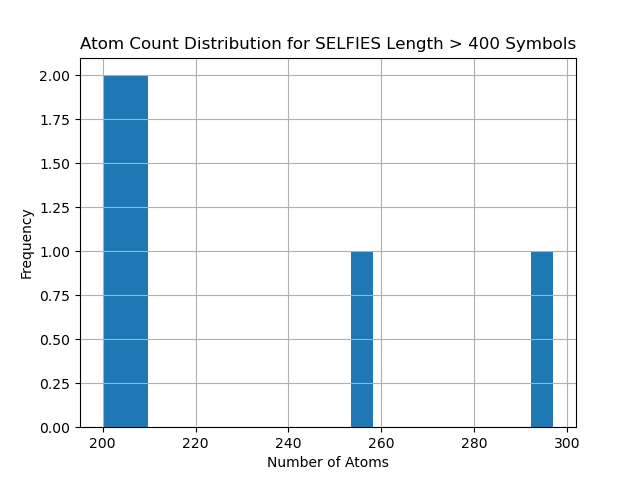 Atom Count Distribution for SELFIES Length > 400 Symbols
2.00
1.75
1.50
1.25
1.00
0.75
0.50
0.25
0.00
Frequency
200 220 240 260 280 300
Number of Atoms